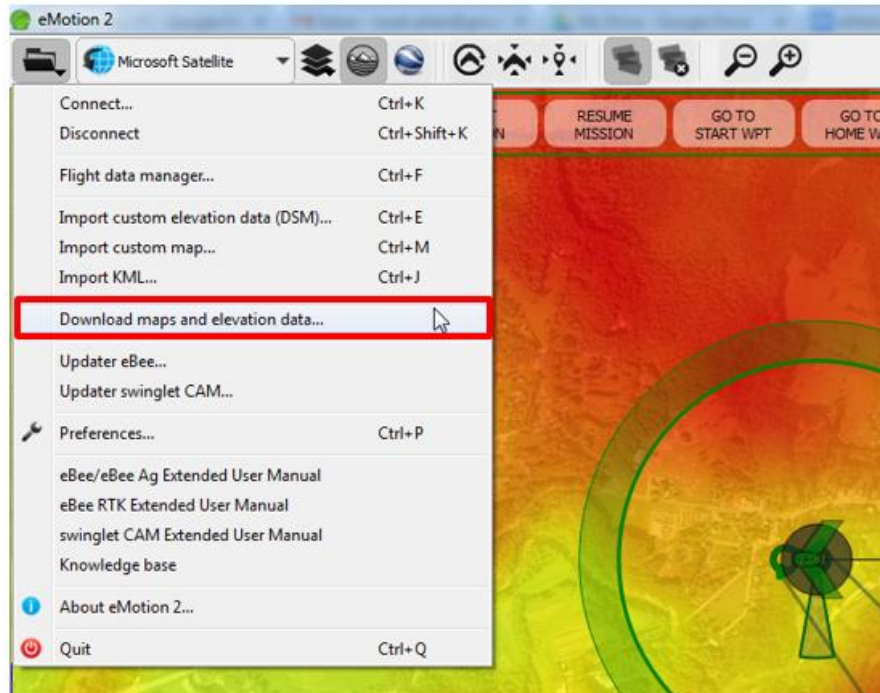 eMotion 2
Microsoft Satellite
Connect... Ctrl+K
Disconnect Ctrl+Shift+K
Flight data manager... Ctrl+F
Import custom elevation data (DSM)... Ctrl+E
Import custom map... Ctrl+M
Import KML... Ctrl+J
Download maps and elevation data...
Updater eBee...
Updater swinglet CAM...
Preferences... Ctrl+P
eBee/eBee Ag Extended User Manual
eBee RTK Extended User Manual
swinglet CAM Extended User Manual
Knowledge base
About eMotion 2...
Quit Ctrl+Q
RESUME
MISSION
GO TO
START WPT
GO TO
HOME W